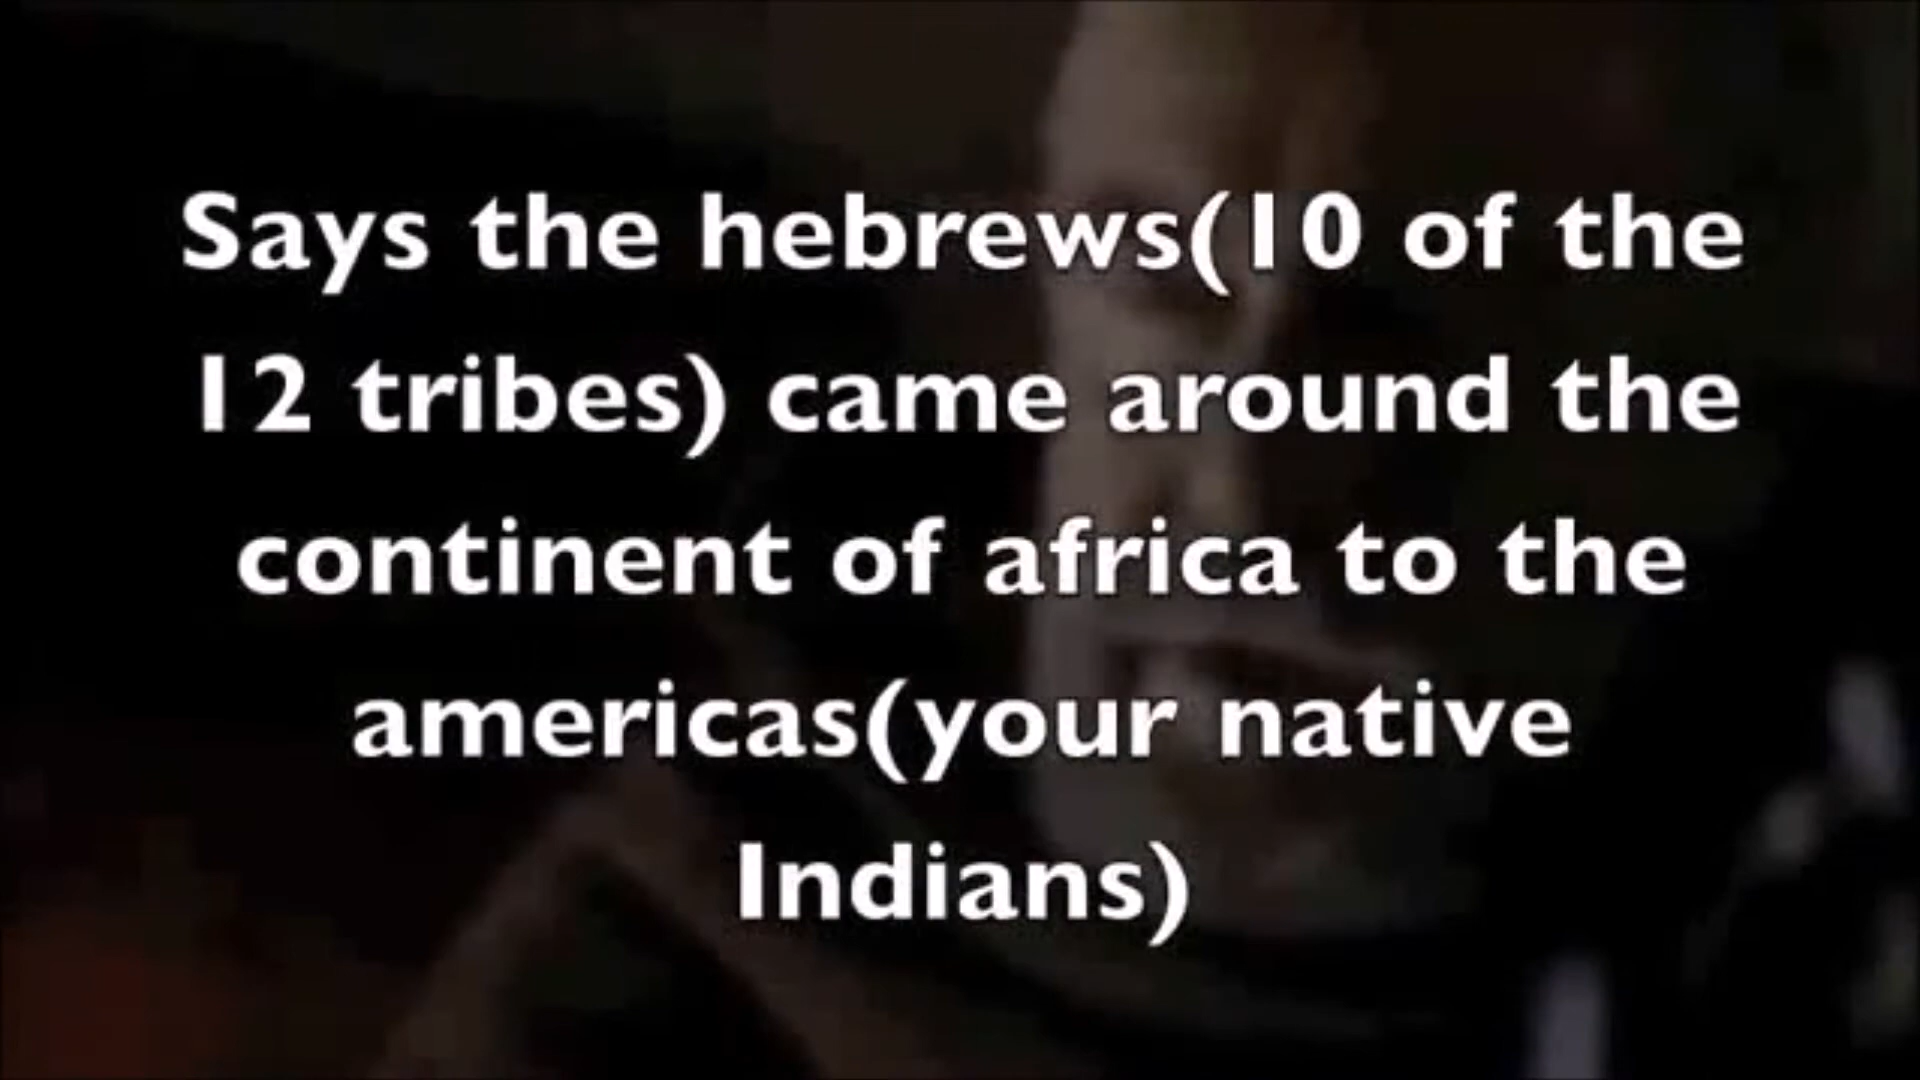 Says the hebrews(10 of the
12 tribes) came around the
continent of africa to the
americas(your native
Indians)